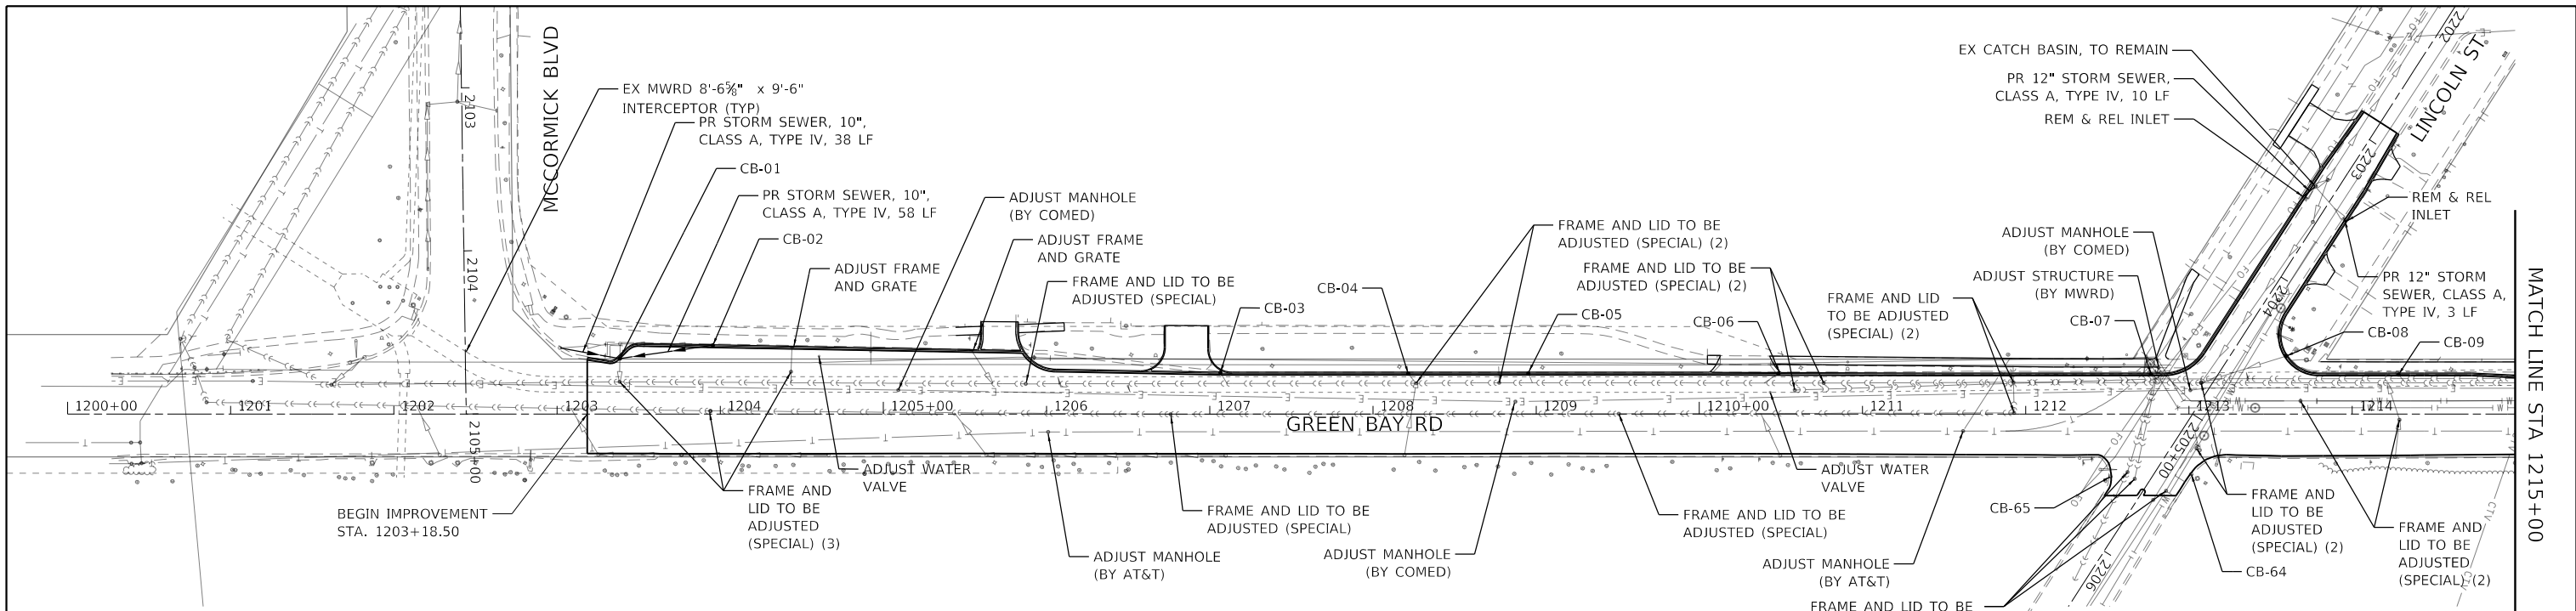 MCCORMICK BLVD
2103
2104
2105+00
EX MWRD 8'-6⅝" x 9'-6"
INTERCEPTOR (TYP)
PR STORM SEWER, 10",
CLASS A, TYPE IV, 38 LF
CB-01
PR STORM SEWER, 10",
CLASS A, TYPE IV, 58 LF
CB-02
ADJUST FRAME
AND GRATE
ADJUST MANHOLE
(BY COMED)
ADJUST FRAME
AND GRATE
FRAME AND LID TO BE
ADJUSTED (SPECIAL)
CB-03
CB-04
FRAME AND LID TO BE
ADJUSTED (SPECIAL) (2)
CB-05
FRAME AND LID TO BE
ADJUSTED (SPECIAL) (2)
CB-06
FRAME AND LID
TO BE ADJUSTED
(SPECIAL) (2)
EX CATCH BASIN, TO REMAIN
PR 12" STORM SEWER,
CLASS A, TYPE IV, 10 LF
REM & REL INLET
ADJUST MANHOLE
(BY COMED)
ADJUST STRUCTURE
(BY MWRD)
CB-07
LINCOLN ST
2202
2203
2204
2205+00
2206
REM & REL
INLET
PR 12" STORM
SEWER, CLASS A,
TYPE IV, 3 LF
CB-08
CB-09
MATCH LINE STA 1215+00
1200+00
1201
1202
1203
1204
1205+00
1206
1207
1208
1209
1210+00
1211
1212
1213
1214
GREEN BAY RD
BEGIN IMPROVEMENT
STA. 1203+18.50
FRAME AND
LID TO BE
ADJUSTED
(SPECIAL) (3)
ADJUST WATER
VALVE
ADJUST MANHOLE
(BY AT&T)
FRAME AND LID TO BE
ADJUSTED (SPECIAL)
ADJUST MANHOLE
(BY COMED)
FRAME AND LID TO BE
ADJUSTED (SPECIAL)
ADJUST WATER
VALVE
ADJUST MANHOLE
(BY AT&T)
CB-65
FRAME AND LID TO BE
CB-64
FRAME AND
LID TO BE
ADJUSTED
(SPECIAL) (2)
FRAME AND
LID TO BE
ADJUSTED
(SPECIAL) (2)
CTV